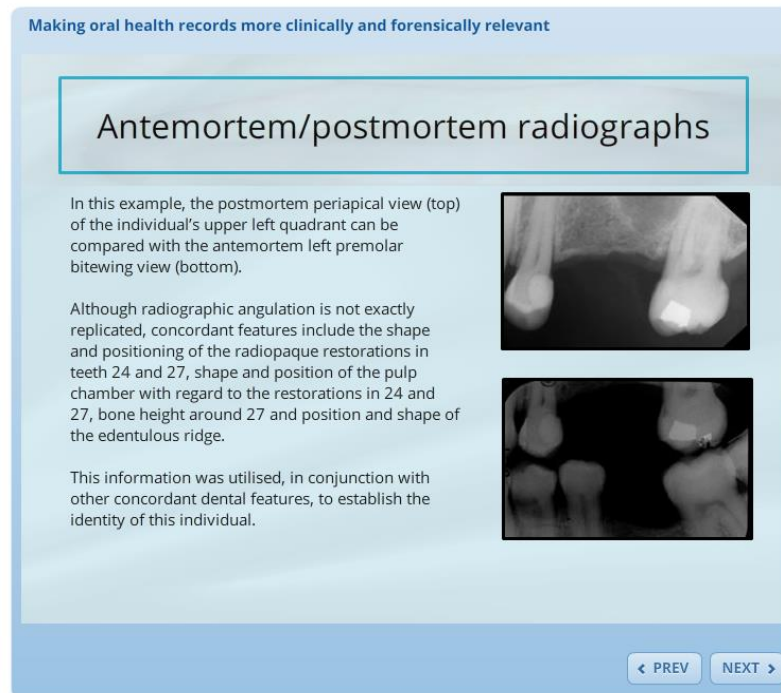 Making oral health records more clinically and forensically relevant
Antemortem/postmortem radiographs
In this example, the postmortem periapical view (top)
of the individual's upper left quadrant can be
compared with the antemortem left premolar
bitewing view (bottom).
Although radiographic angulation is not exactly
replicated, concordant features include the shape
and positioning of the radiopaque restorations in
teeth 24 and 27, shape and position of the pulp
chamber with regard to the restorations in 24 and
27, bone height around 27 and position and shape of
the edentulous ridge.
This information was utilised, in conjunction with
other concordant dental features, to establish the
identity of this individual.
PREV NEXT